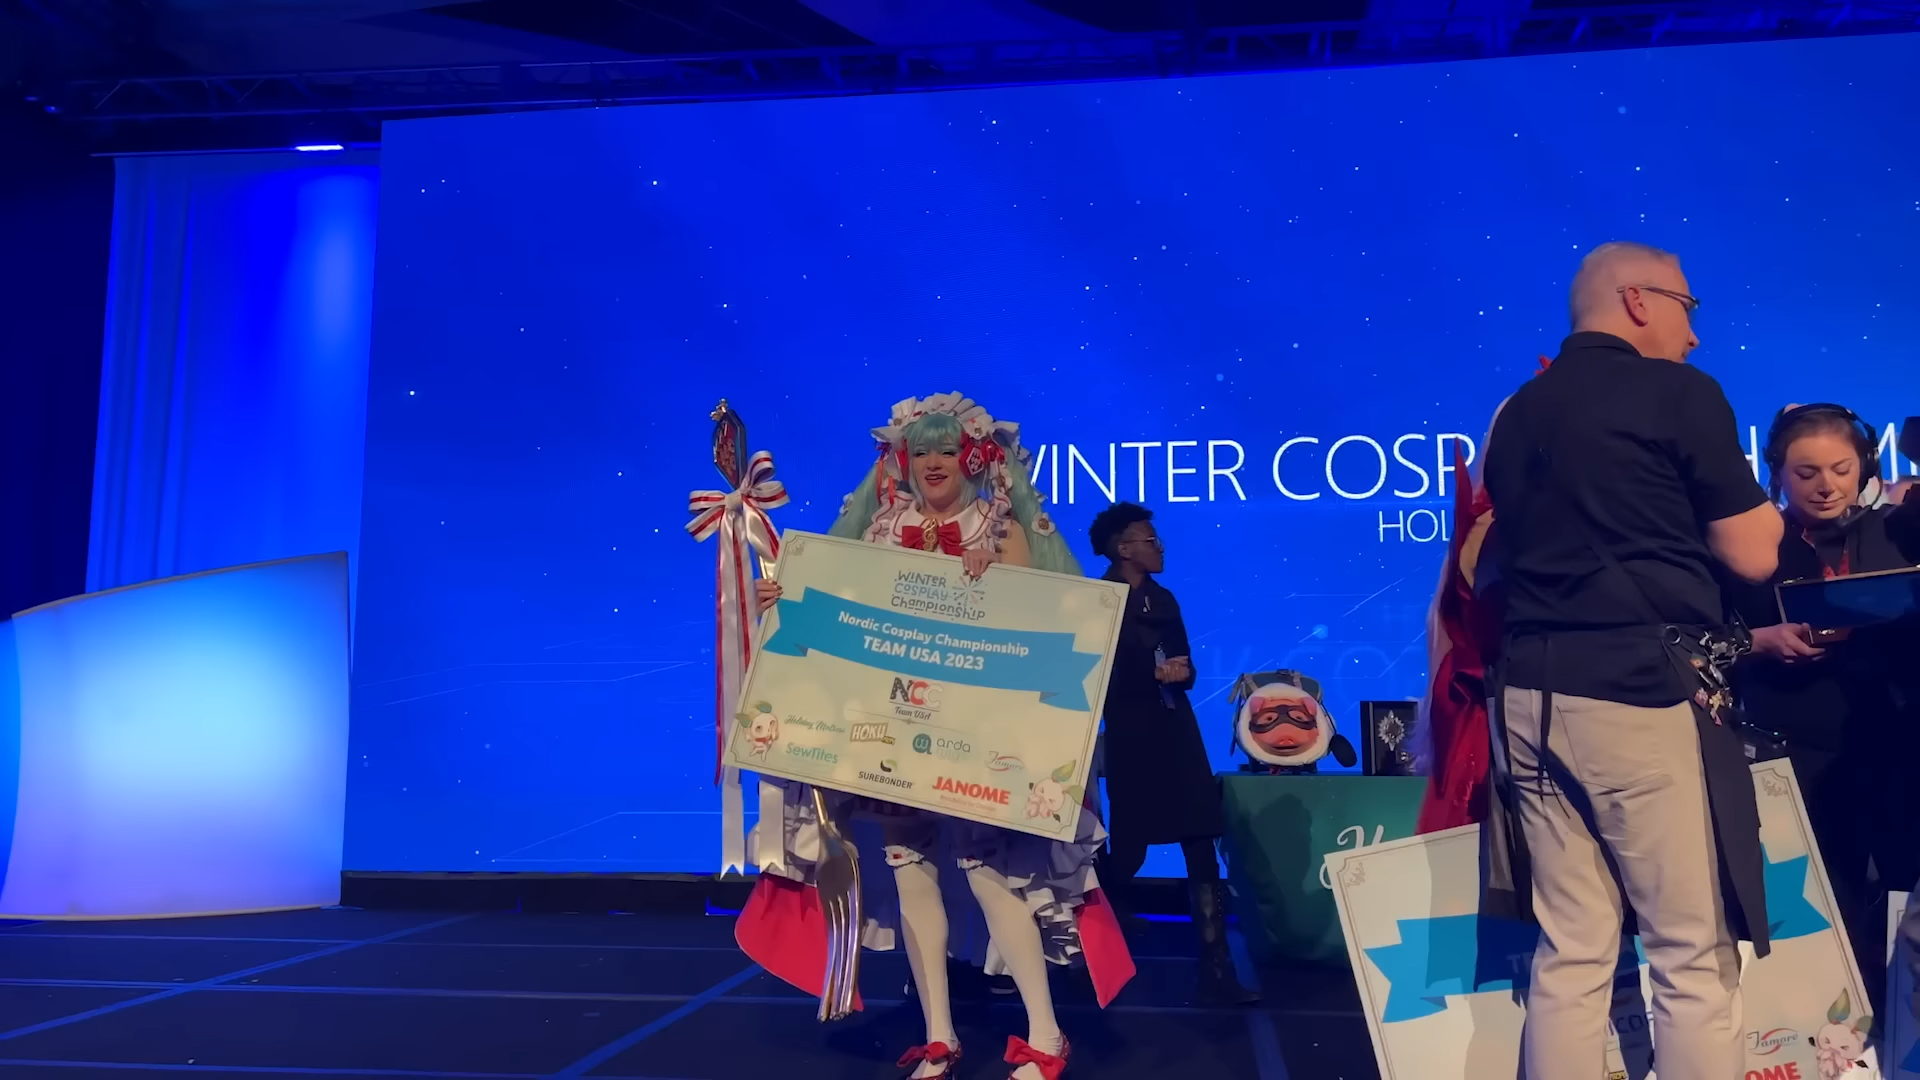 WINTER COSP
HOL
WINTER
COSPLAY
ChampionSHIP
Nordic Cosplay Championship
TEAM USA 2023
NCC
Team USA
HOKU
arda
SewTites
SUREBONDER
JANOME
Famore
OME